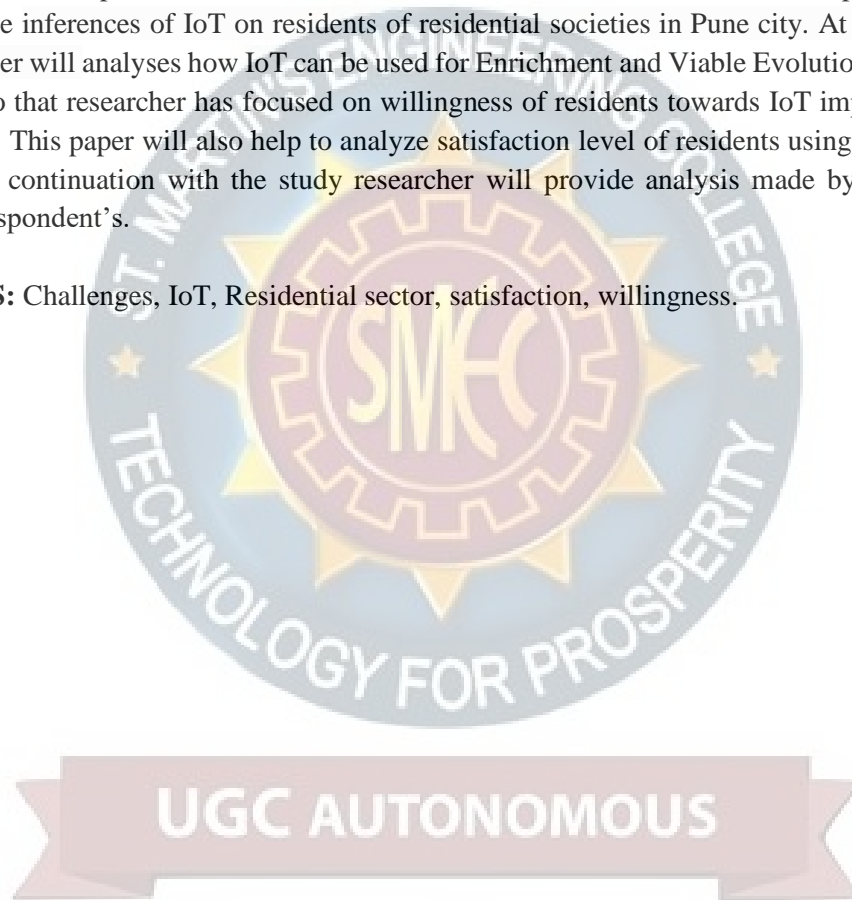 e inferences of IoT on residents of residential societies in Pune city. At
er will analyses how IoT can be used for Enrichment and Viable Evolutio
o that researcher has focused on willingness of residents towards IoT imp
This paper will also help to analyze satisfaction level of residents using
continuation with the study researcher will provide analysis made by
spondent's.
S: Challenges, IoT, Residential sector, satisfaction, willingness.
ST. MARTIN'S ENGINEERING COLLEGE
SMEC
TECHNOLOGY FOR PROSPERITY
UGC AUTONOMOUS